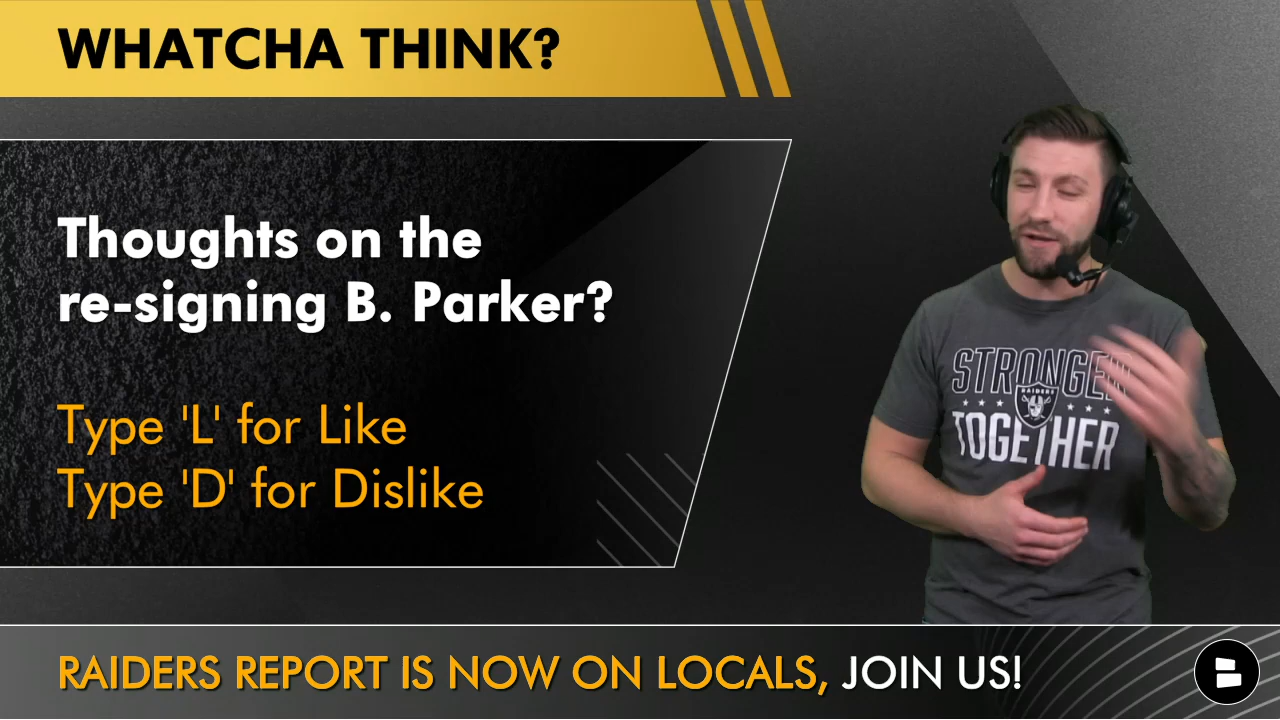 WHATCHA THINK?
Thoughts on the
re-signing B. Parker?
Type 'L' for Like
Type 'D' for Dislike
STRONGER
RAIDERS
TOGETHER
RAIDERS REPORT IS NOW ON LOCALS, JOIN US!